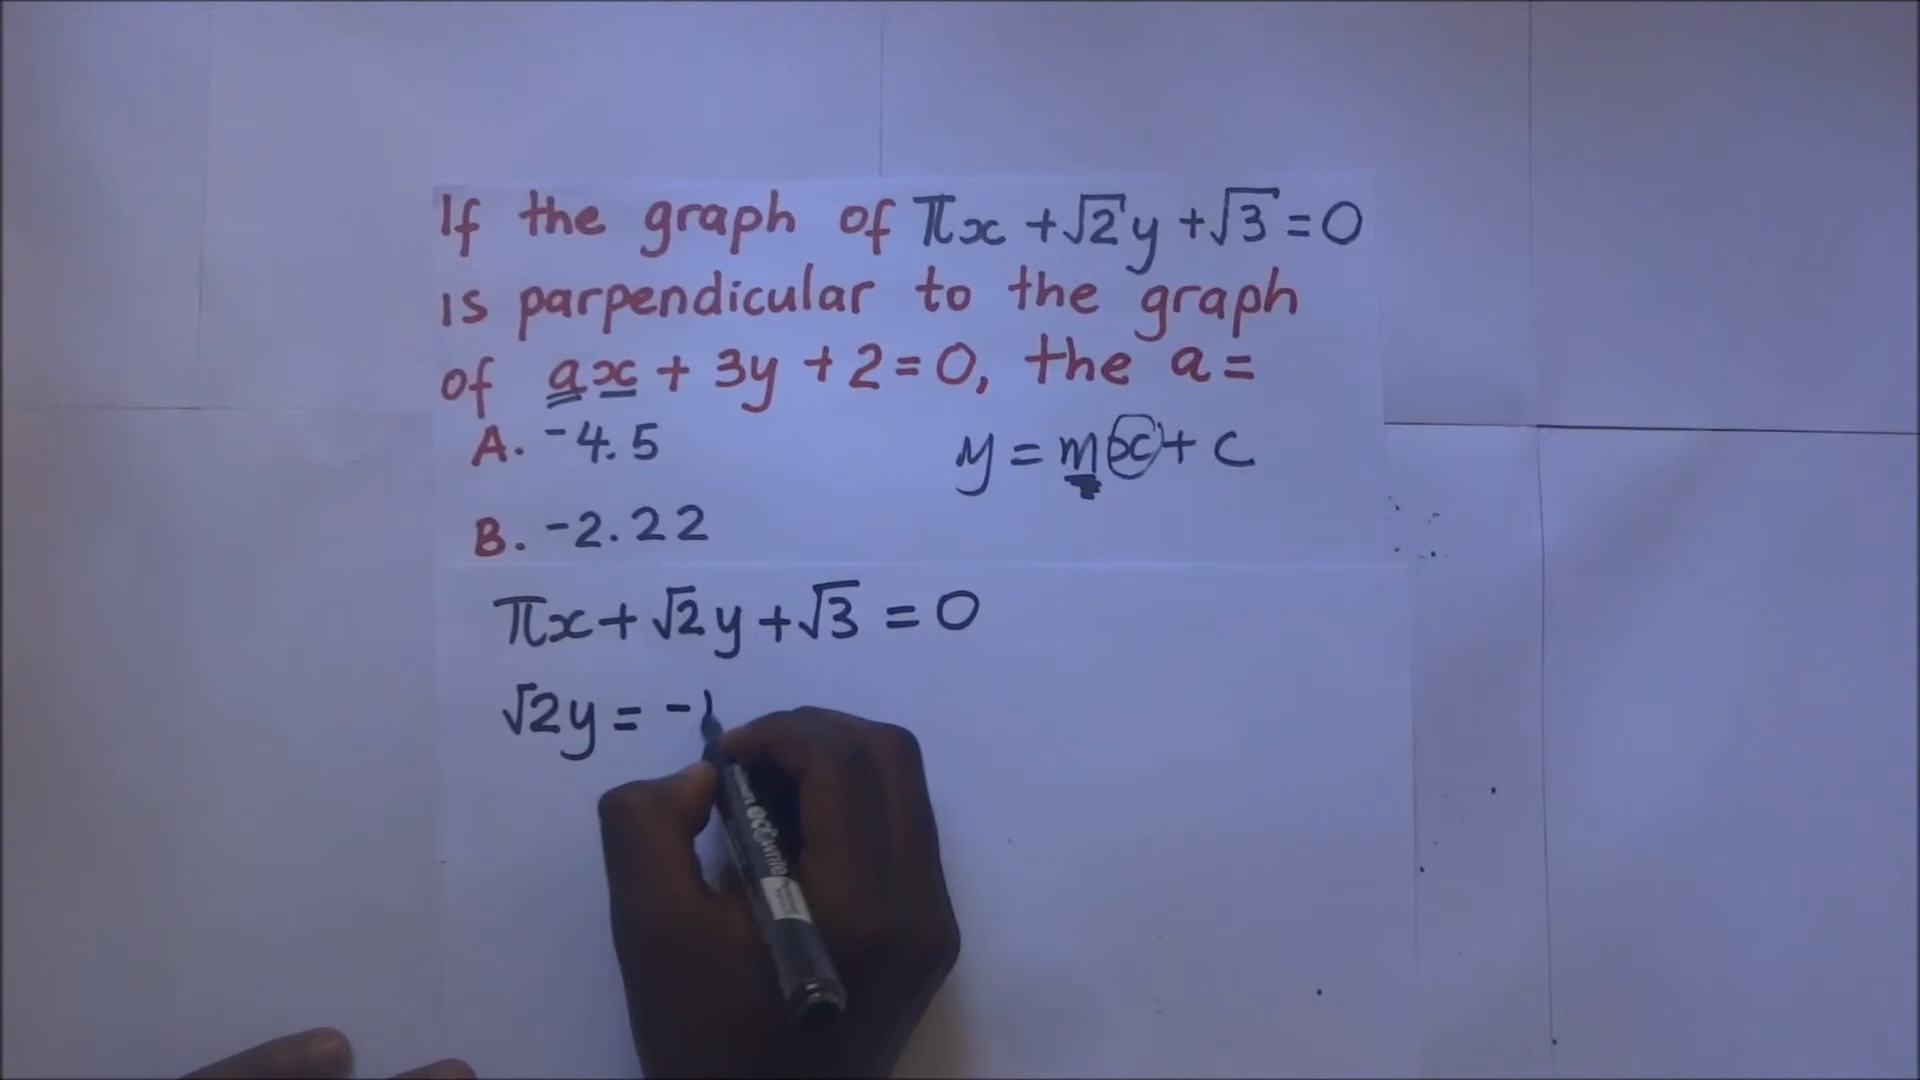 If the graph of πx + √2y + √3 = 0
is parpendicular to the graph
of ax + 3y + 2 = 0, the a =
A. -4.5
y = mx + c
B. -2.22
πx + √2y + √3 = 0
√2y = -
ecowrite